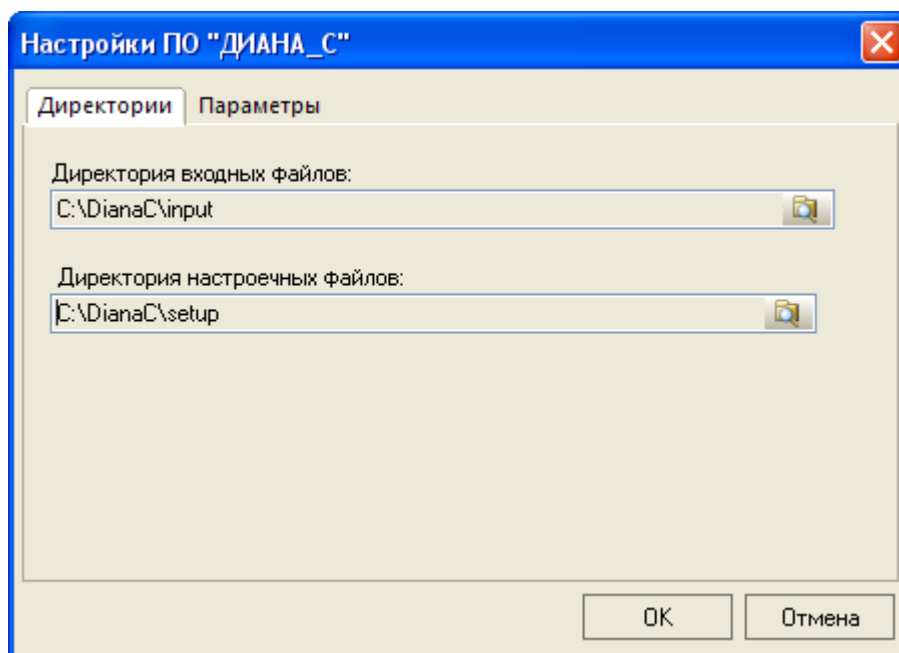 Настройки ПО "ДИАНА_С"
Директории Параметры
Директория входных файлов:
C:\DianaC\input
Директория настроечных файлов:
C:\DianaC\setup
OK Отмена